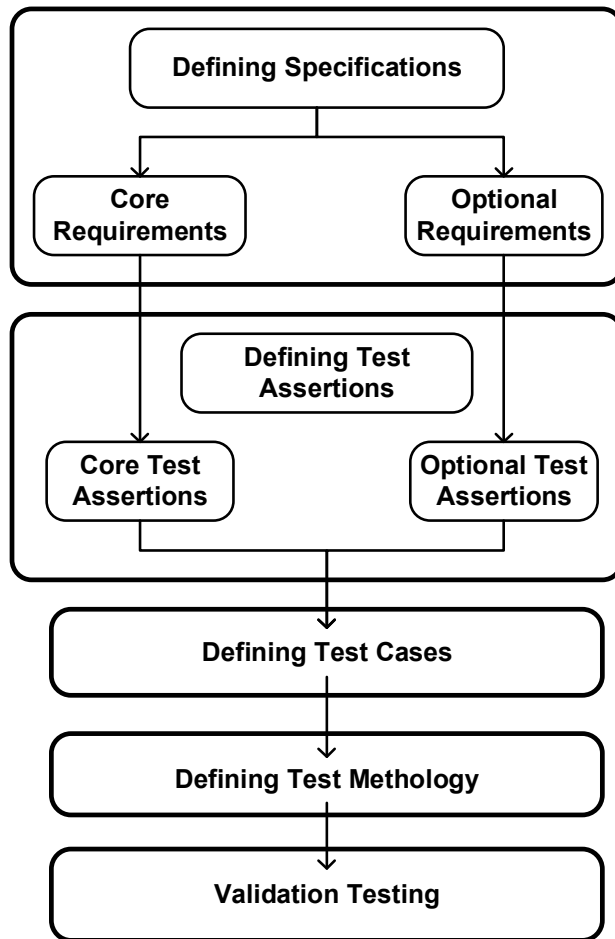 Defining Specifications
Core
Requirements
Optional
Requirements
Defining Test
Assertions
Core Test
Assertions
Optional Test
Assertions
Defining Test Cases
Defining Test Methology
Validation Testing